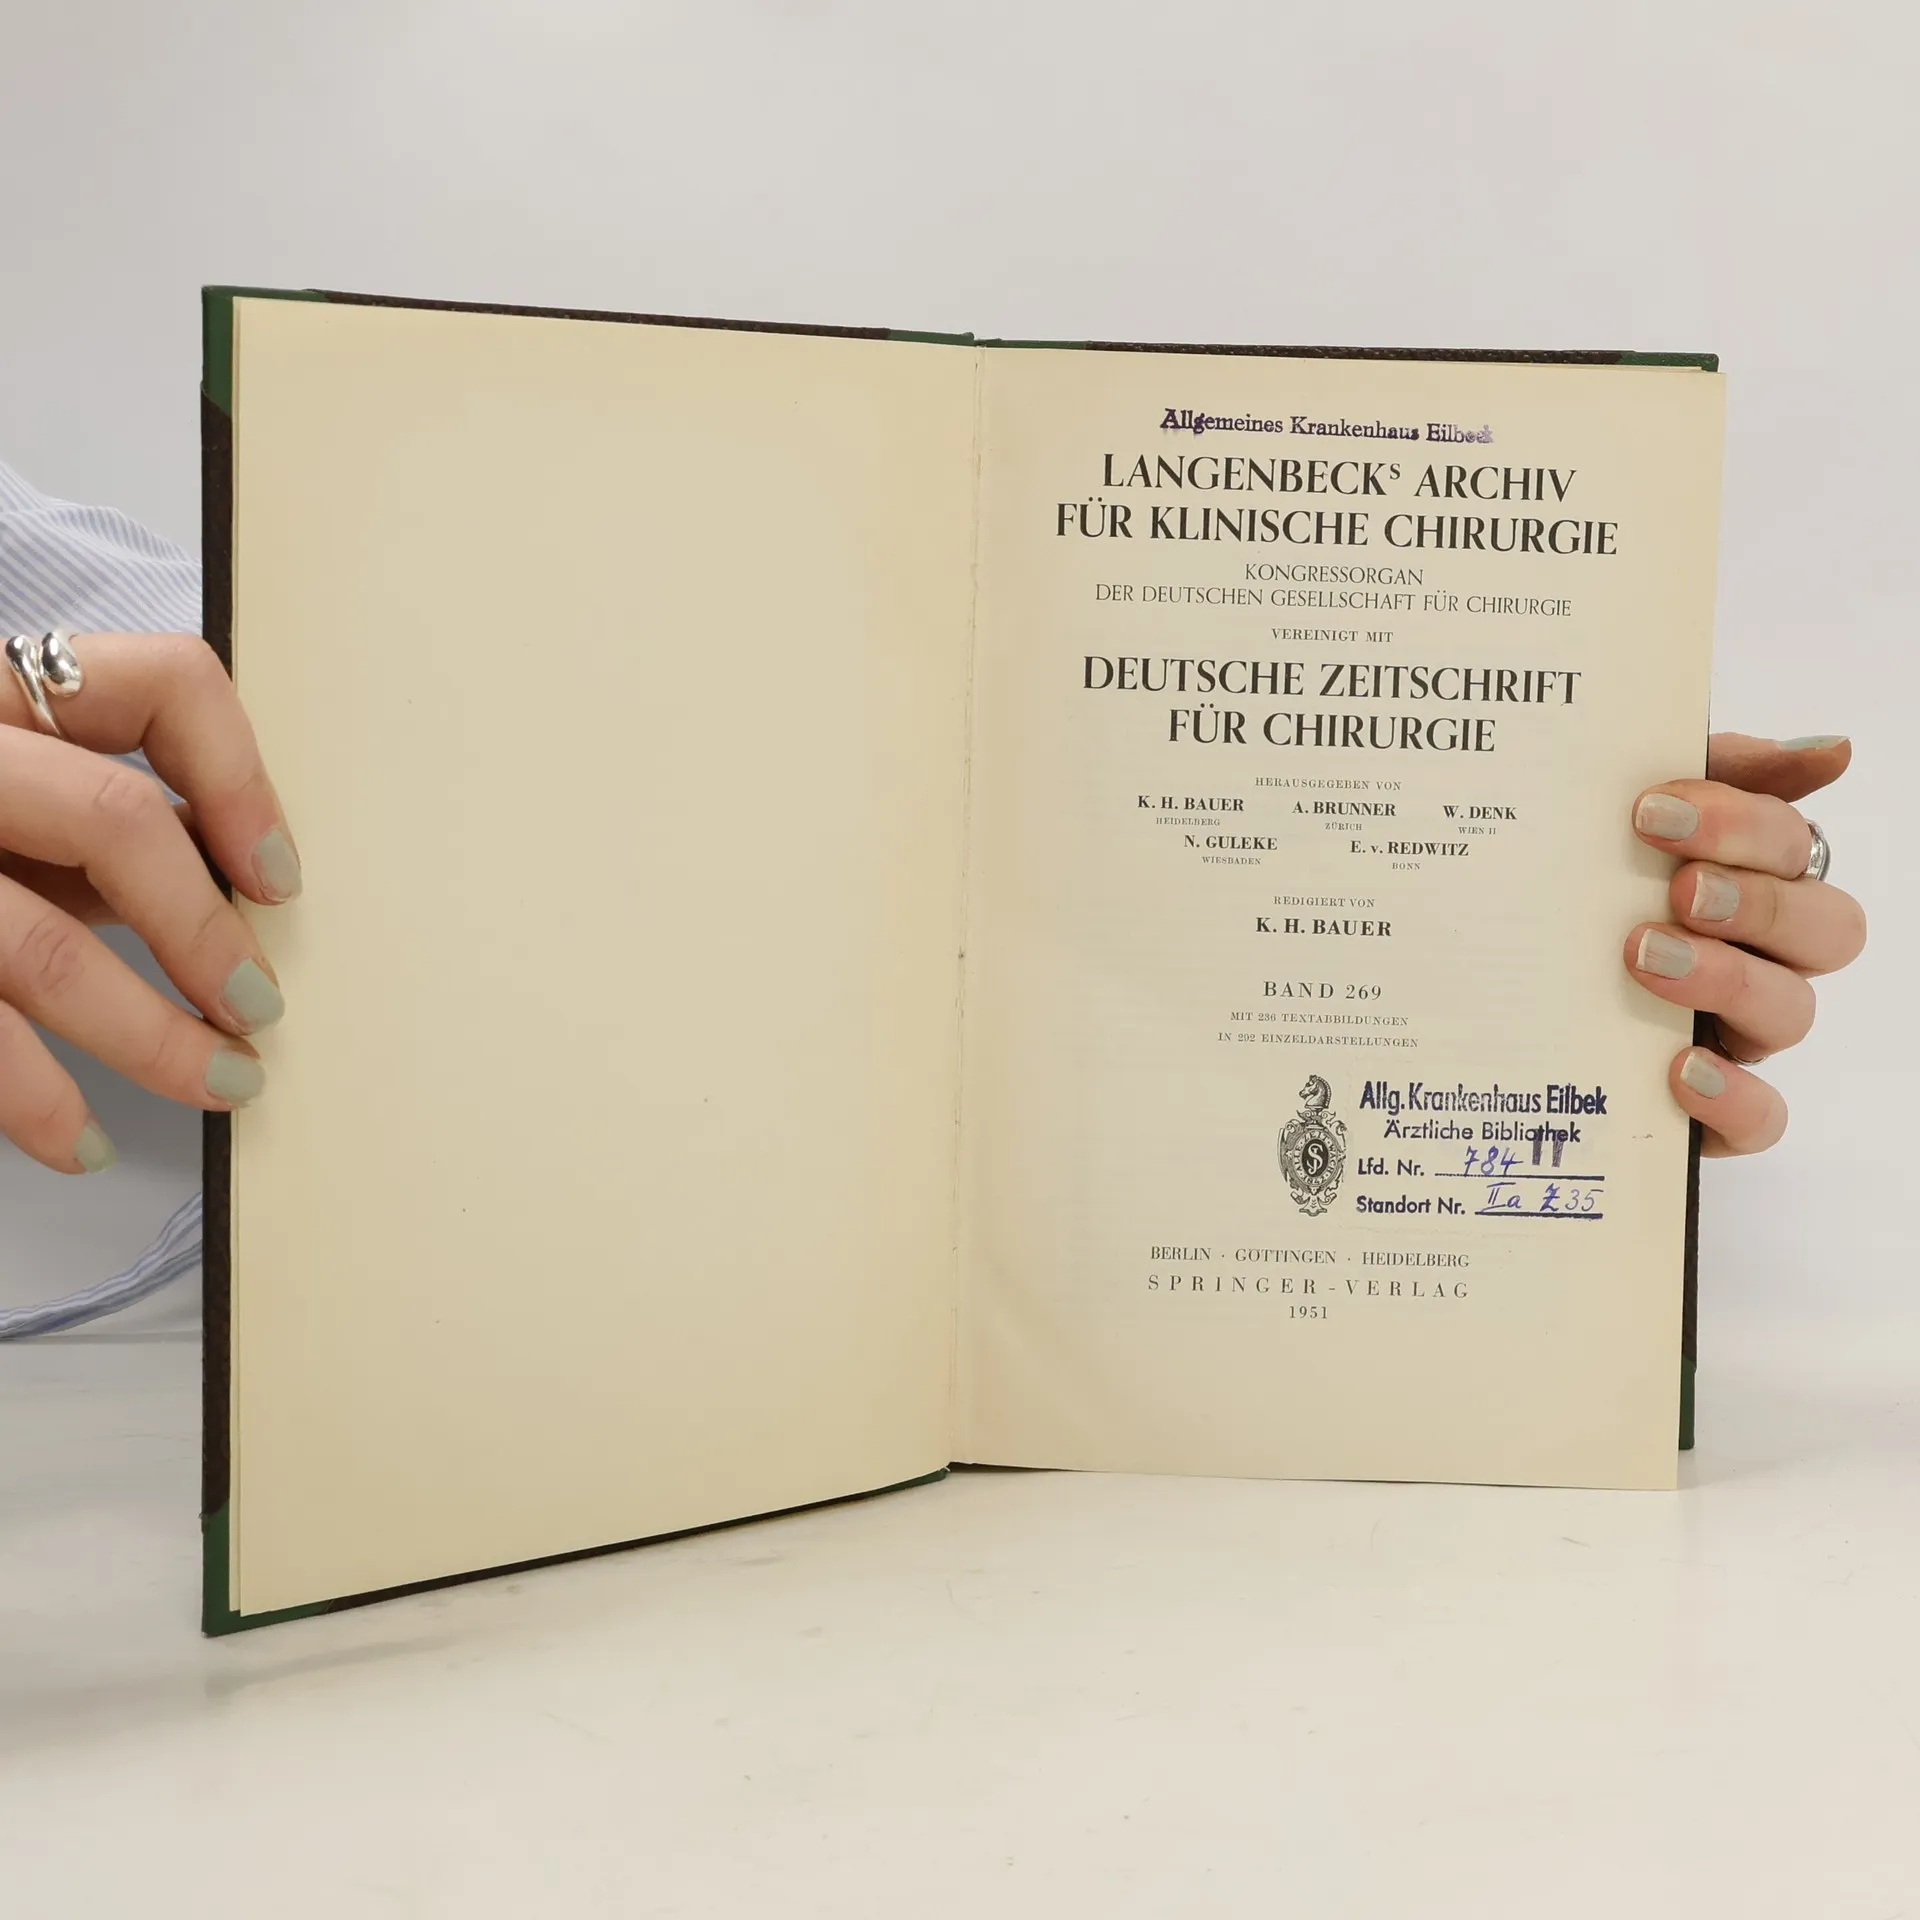 Allgemeines Krankenhaus Eilbeck
LANGENBECKS ARCHIV
FÜR KLINISCHE CHIRURGIE
KONGRESSORGAN
DER DEUTSCHEN GESELLSCHAFT FÜR CHIRURGIE
VEREINIGT MIT
DEUTSCHE ZEITSCHRIFT
FÜR CHIRURGIE
HERAUSGEGEBEN VON
K. H. BAUER A. BRUNNER W. DENK
HEIDELBERG ZÜRICH WIEN II
N. GULEKE E. v. REDWITZ
WIESBADEN BONN
REDIGIERT VON
K. H. BAUER
BAND 269
MIT 236 TEXTABBILDUNGEN
IN 292 EINZELDARSTELLUNGEN
Allg. Krankenhaus Eilbek
Ärztliche Bibliothek
Lfd. Nr. 784 II
Standort Nr. IIa Z 35
BERLIN · GÖTTINGEN · HEIDELBERG
SPRINGER-VERLAG
1951